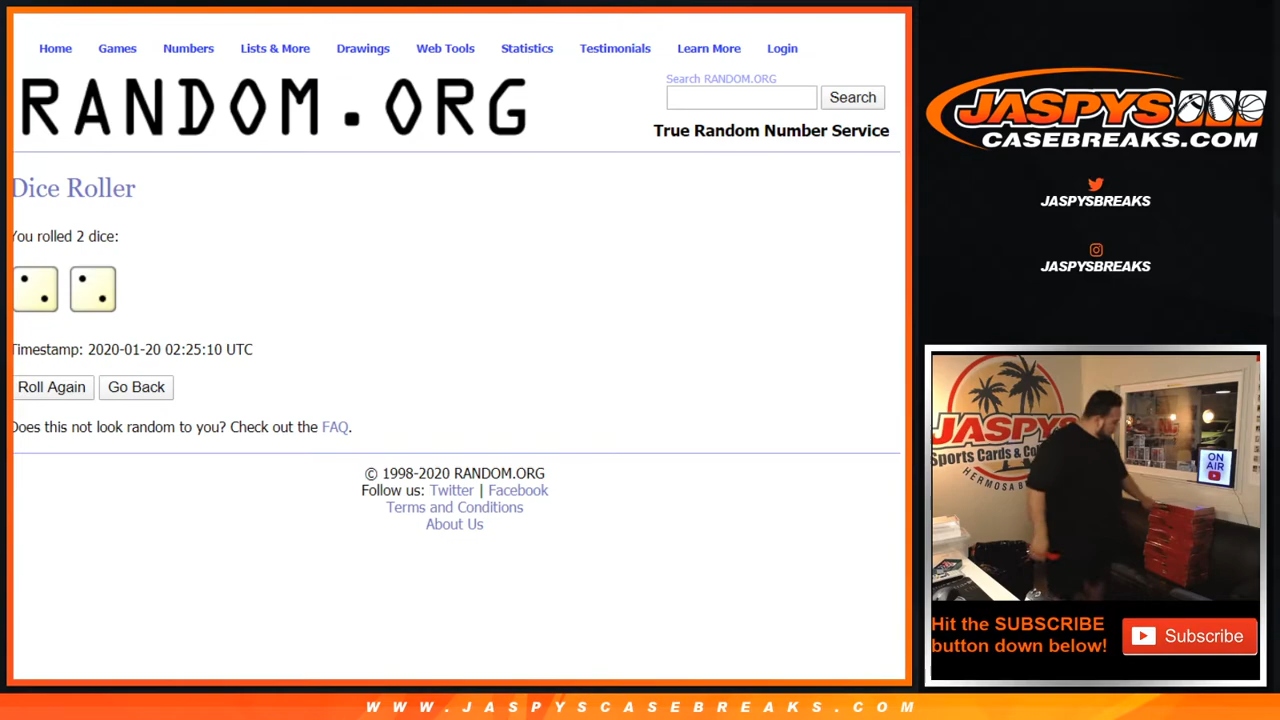 Home Games Numbers Lists & More Drawings Web Tools Statistics Testimonials Learn More Login
RANDOM.ORG
Search RANDOM.ORG
Search
True Random Number Service
Dice Roller
You rolled 2 dice:
Timestamp: 2020-01-20 02:25:10 UTC
Roll Again Go Back
Does this not look random to you? Check out the FAQ.
© 1998-2020 RANDOM.ORG
Follow us: Twitter | Facebook
Terms and Conditions
About Us
JASPYS
CASEBREAKS.COM
JASPYSBREAKS
JASPYSBREAKS
JASPYS
Sports Cards &
HERMOSA
ON
AIR
Hit the SUBSCRIBE
button down below!
Subscribe
WWW.JASPYSCASEBREAKS.COM